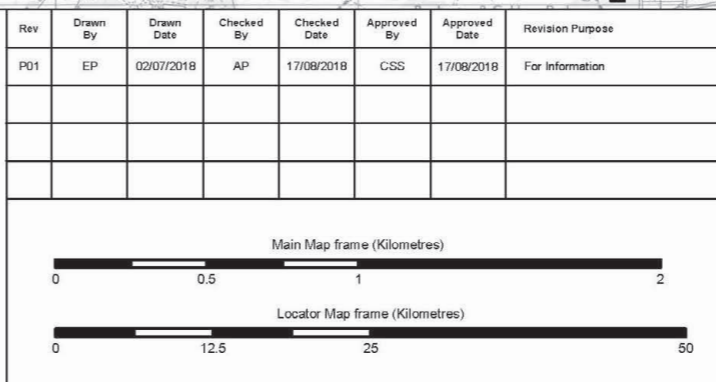 Rev Drawn By Drawn Date Checked By Checked Date Approved By Approved Date Revision Purpose
P01 EP 02/07/2018 AP 17/08/2018 CSS 17/08/2018 For Information
Main Map frame (Kilometres)
0 0.5 1 2
Locator Map frame (Kilometres)
0 12.5 25 50